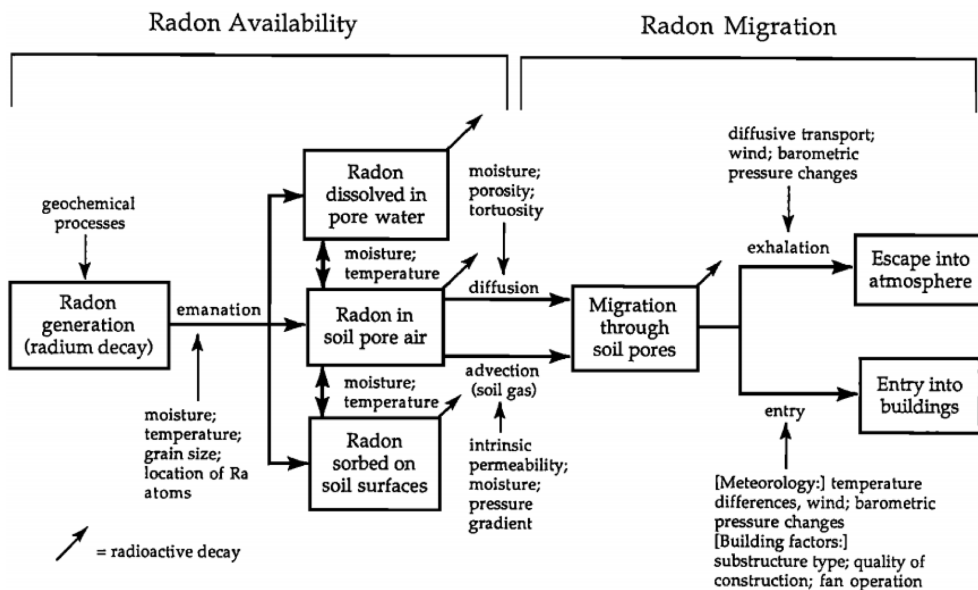 Radon Availability
Radon Migration
geochemical
processes
Radon
generation
(radium decay)
emanation
moisture;
temperature;
grain size;
location of Ra
atoms
Radon
dissolved in
pore water
moisture;
temperature
Radon in
soil pore air
moisture;
temperature
Radon
sorbed on
soil surfaces
moisture;
porosity;
tortuosity
diffusion
advection
(soil gas)
intrinsic
permeability;
moisture;
pressure
gradient
Migration
through
soil pores
diffusive transport;
wind; barometric
pressure changes
exhalation
Escape into
atmosphere
entry
Entry into
buildings
[Meteorology:] temperature
differences, wind; barometric
pressure changes
[Building factors:]
substructure type; quality of
construction; fan operation
= radioactive decay